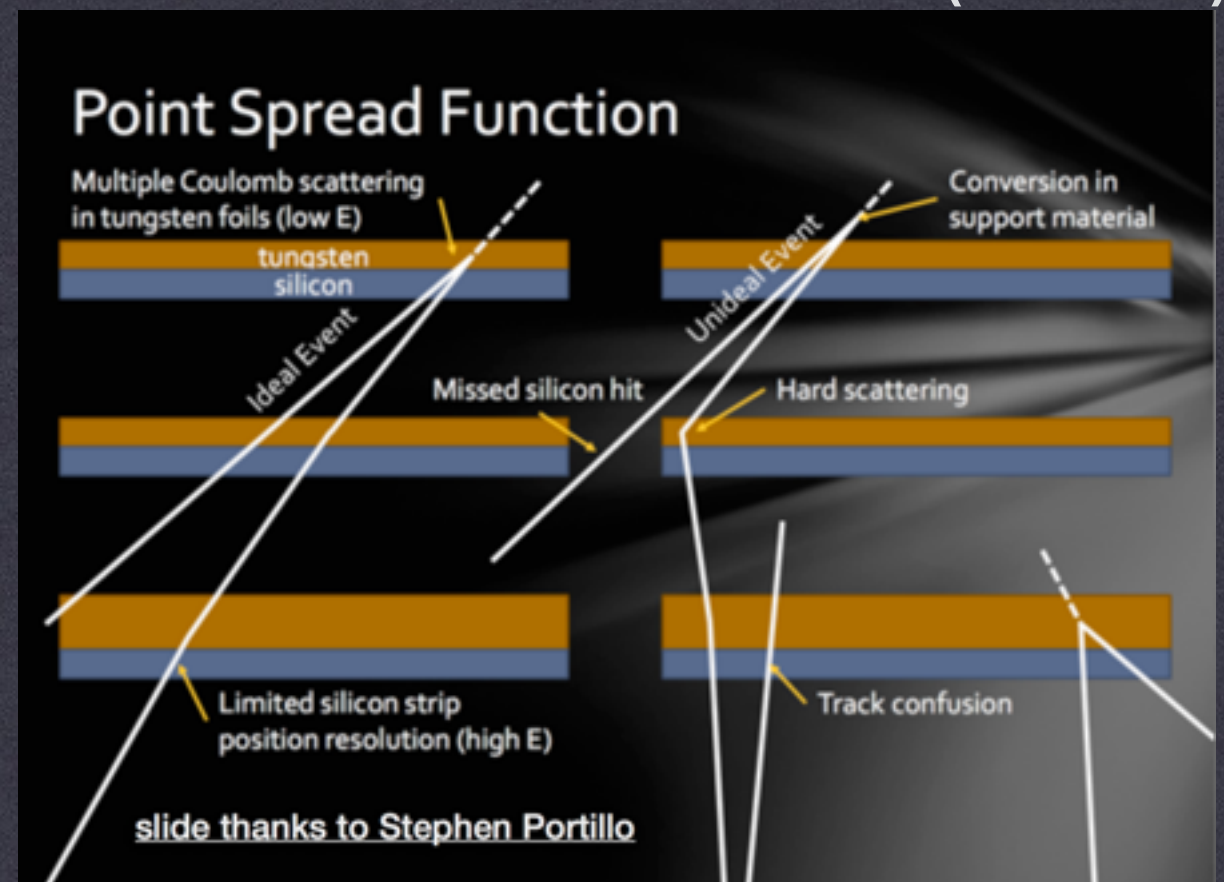 Point Spread Function
Multiple Coulomb scattering
in tungsten foils (low E)
Conversion in
support material
tungsten
silicon
Ideal Event
Unideal Event
Missed silicon hit
Hard scattering
Limited silicon strip
position resolution (high E)
Track confusion
slide thanks to Stephen Portillo